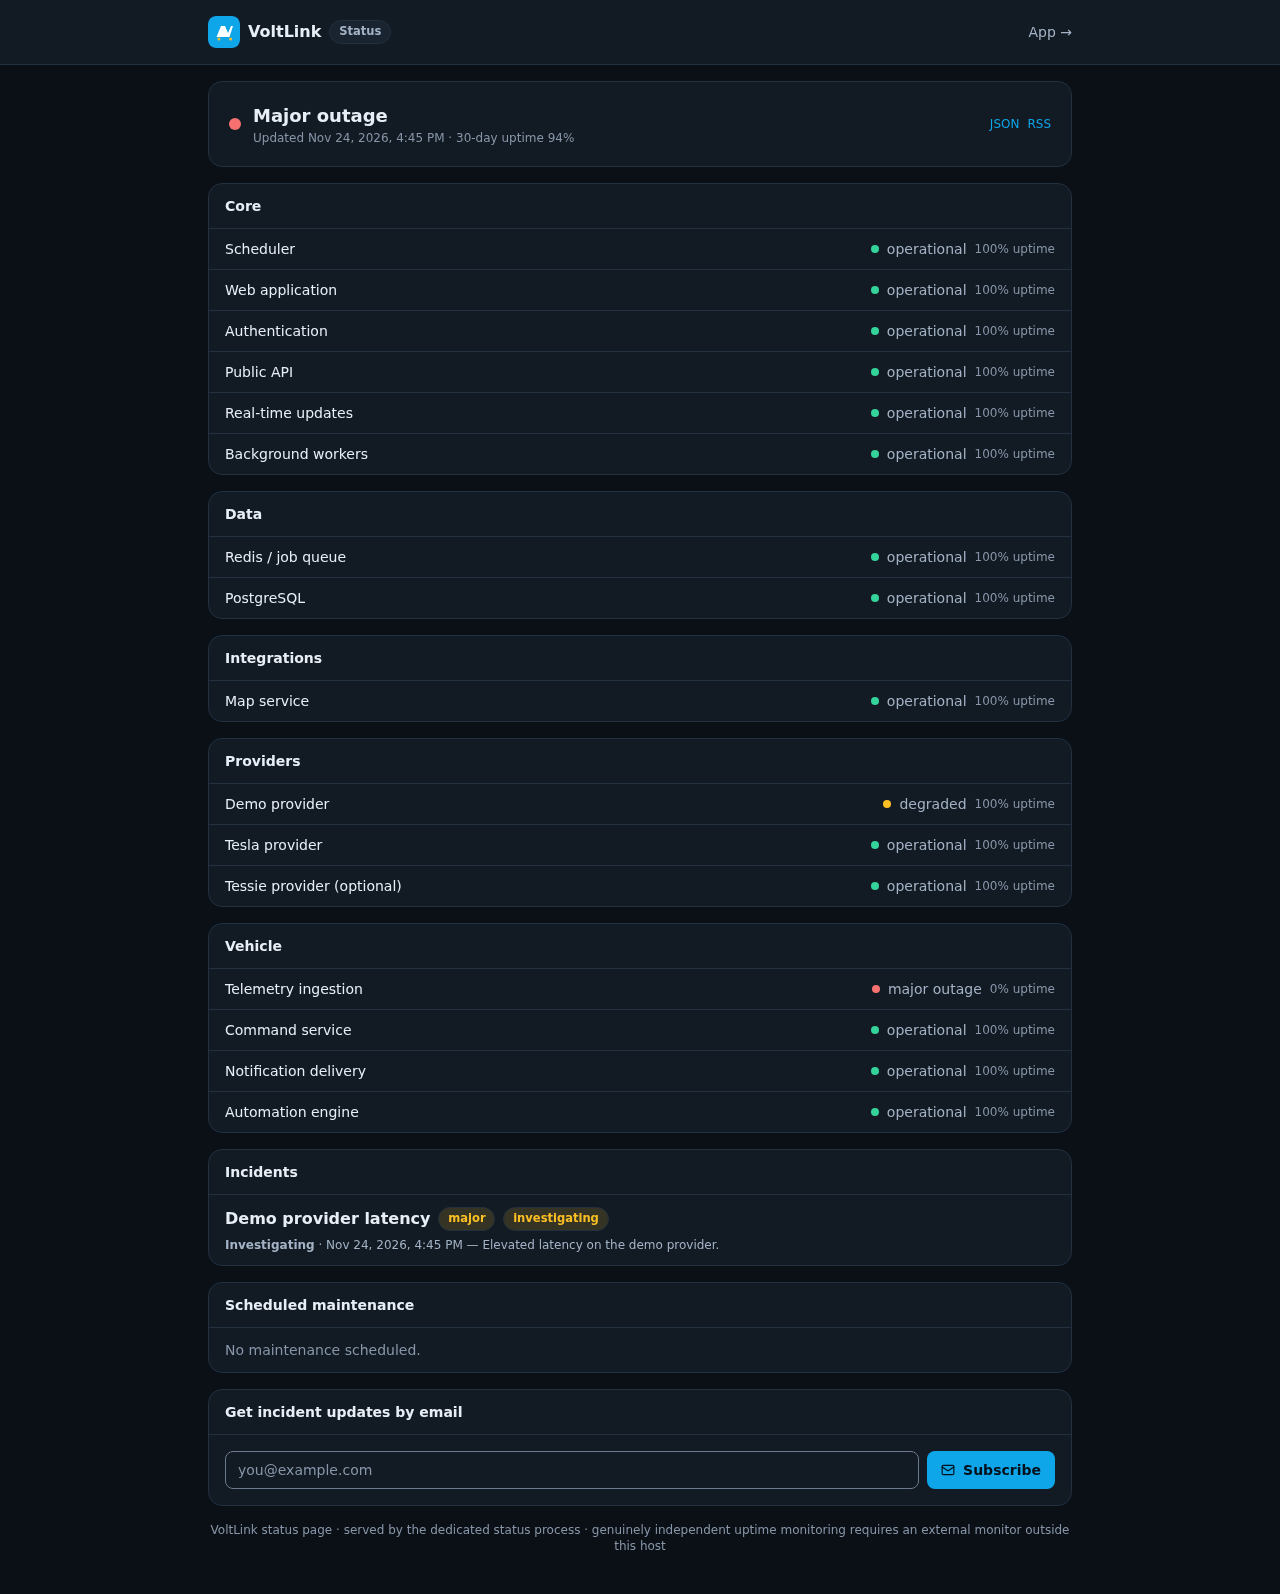 VoltLink Status App →
Major outage
Updated Nov 24, 2026, 4:45 PM · 30-day uptime 94%
JSON RSS
Core
Scheduler operational 100% uptime
Web application operational 100% uptime
Authentication operational 100% uptime
Public API operational 100% uptime
Real-time updates operational 100% uptime
Background workers operational 100% uptime
Data
Redis / job queue operational 100% uptime
PostgreSQL operational 100% uptime
Integrations
Map service operational 100% uptime
Providers
Demo provider degraded 100% uptime
Tesla provider operational 100% uptime
Tessie provider (optional) operational 100% uptime
Vehicle
Telemetry ingestion major outage 0% uptime
Command service operational 100% uptime
Notification delivery operational 100% uptime
Automation engine operational 100% uptime
Incidents
Demo provider latency major investigating
Investigating · Nov 24, 2026, 4:45 PM — Elevated latency on the demo provider.
Scheduled maintenance
No maintenance scheduled.
Get incident updates by email
you@example.com Subscribe
VoltLink status page · served by the dedicated status process · genuinely independent uptime monitoring requires an external monitor outside
this host